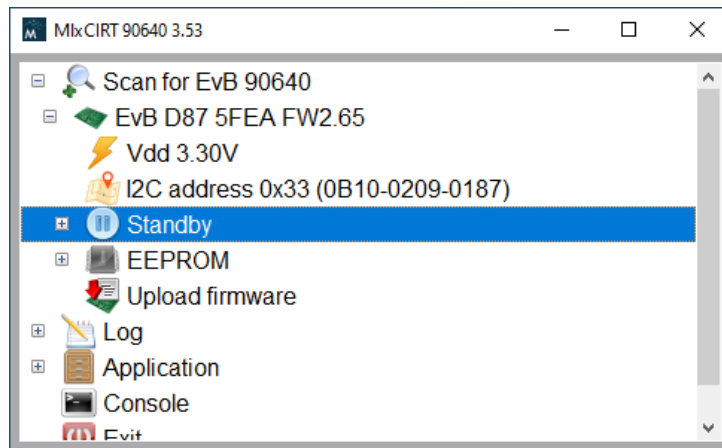 MlxCIRT 90640 3.53
Scan for EvB 90640
EvB D87 5FEA FW2.65
Vdd 3.30V
I2C address 0x33 (0B10-0209-0187)
Standby
EEPROM
Upload firmware
Log
Application
Console
Exit